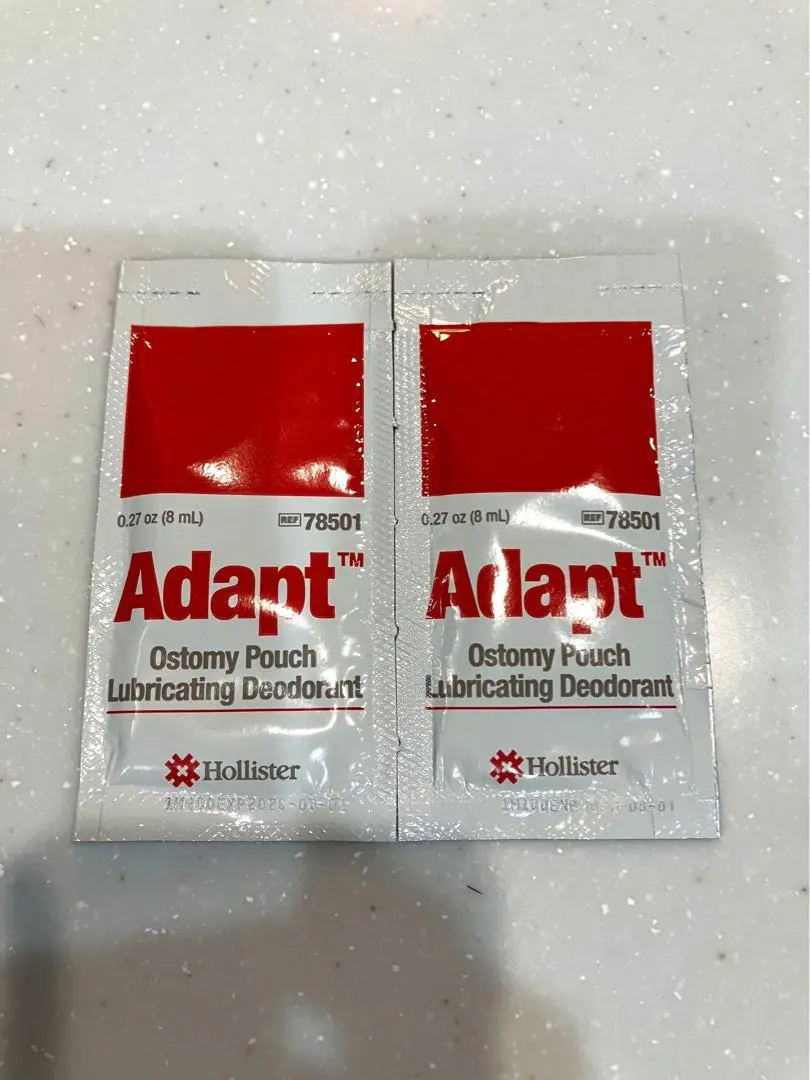 0.27 oz (8 mL) REF 78501
Adapt™
Ostomy Pouch
Lubricating Deodorant
Hollister
0.27 oz (8 mL) REF 78501
Adapt™
Ostomy Pouch
Lubricating Deodorant
Hollister